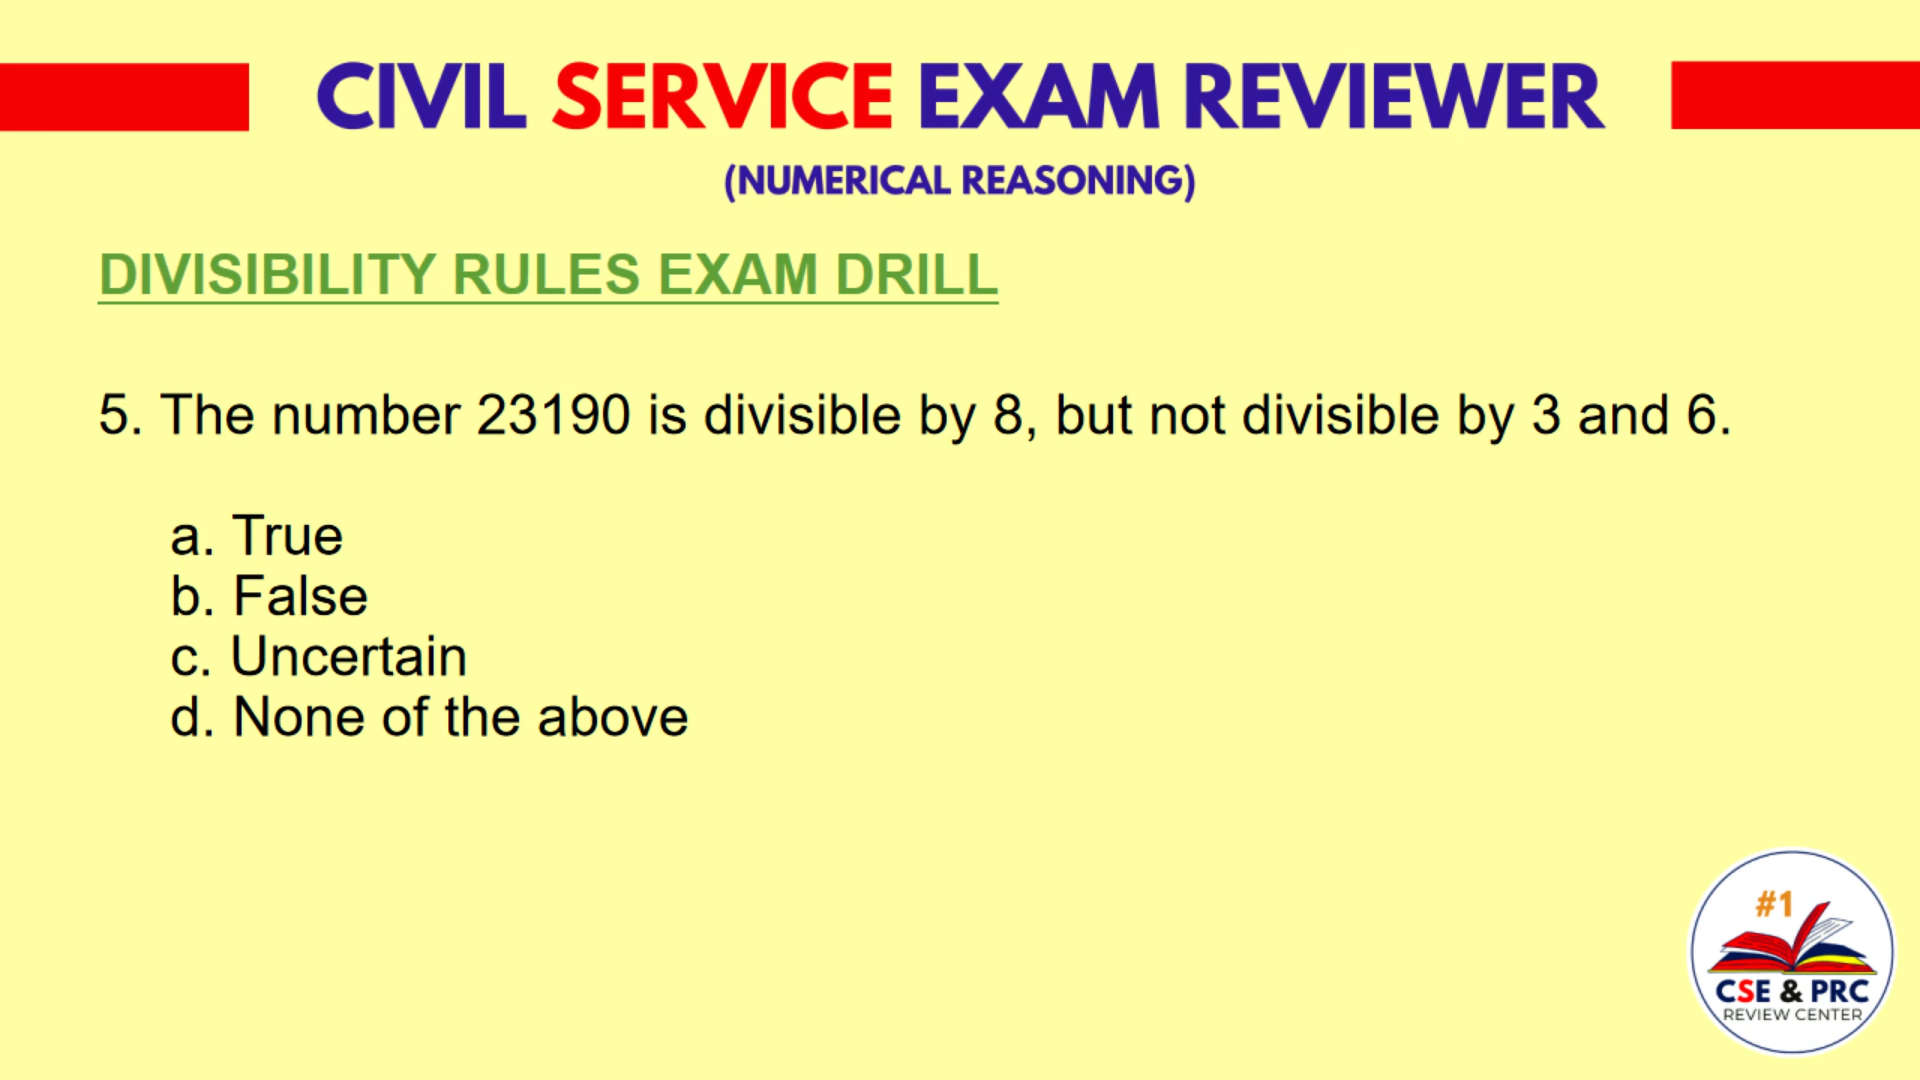 CIVIL SERVICE EXAM REVIEWER
(NUMERICAL REASONING)
DIVISIBILITY RULES EXAM DRILL
5. The number 23190 is divisible by 8, but not divisible by 3 and 6.
a. True
b. False
c. Uncertain
d. None of the above
#1
CSE & PRC
REVIEW CENTER